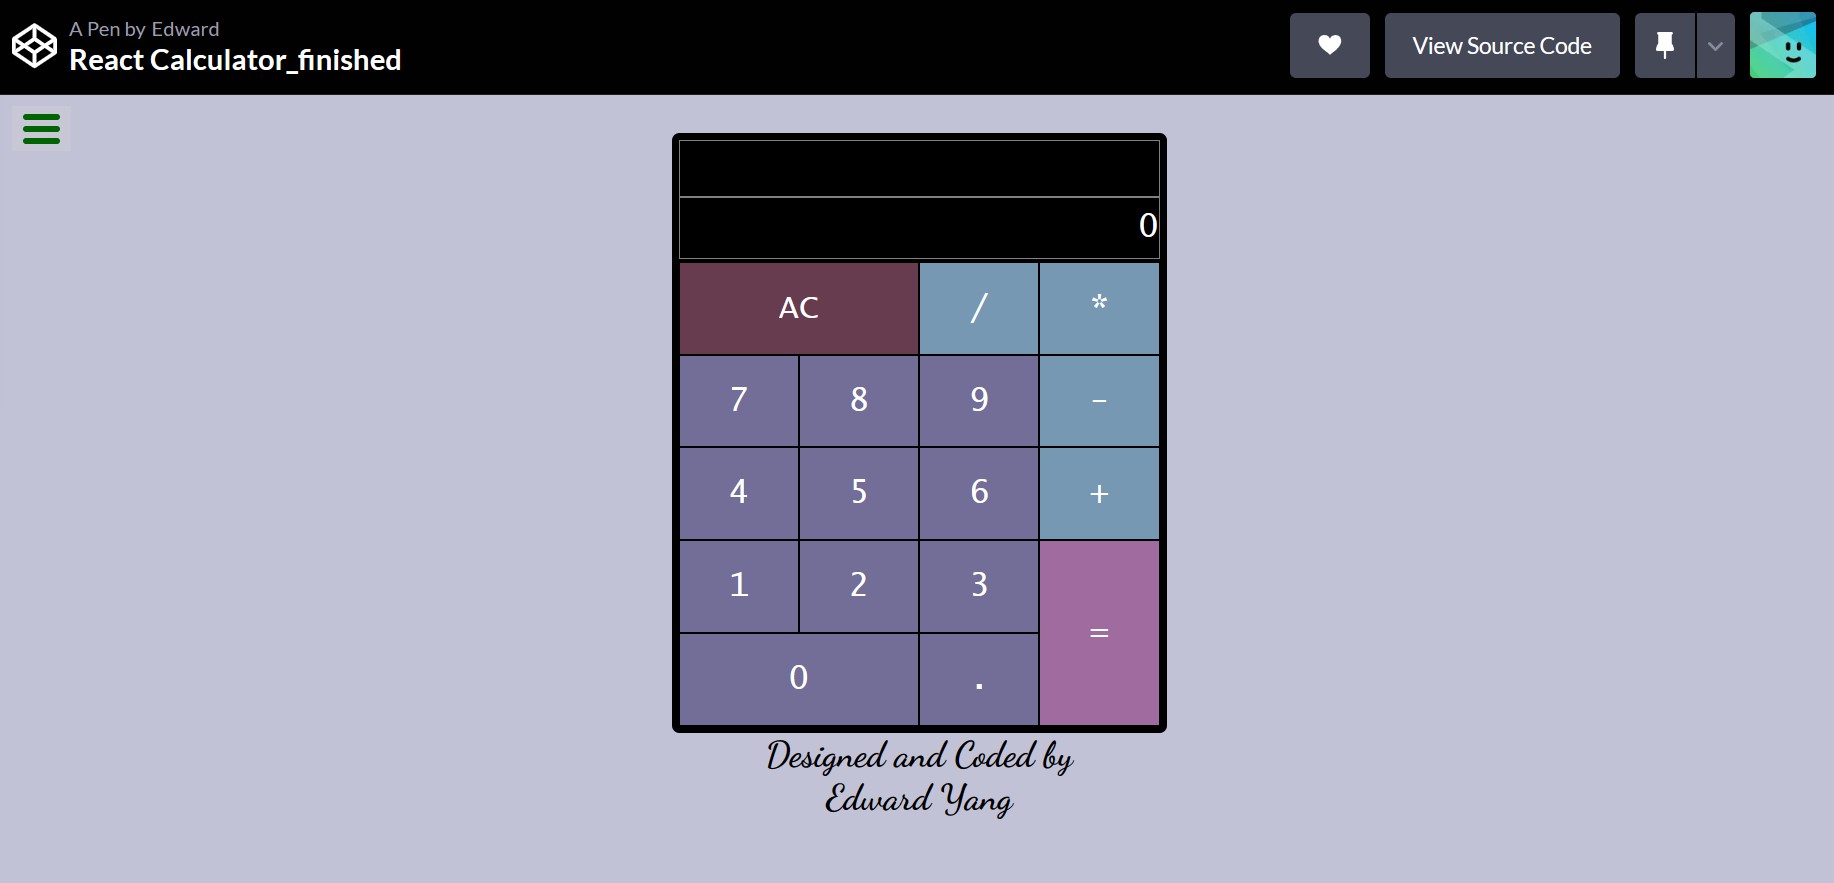 A Pen by Edward
React Calculator_finished
View Source Code
0
AC / *
7 8 9 -
4 5 6 +
1 2 3
=
0 .
Designed and Coded by
Edward Yang